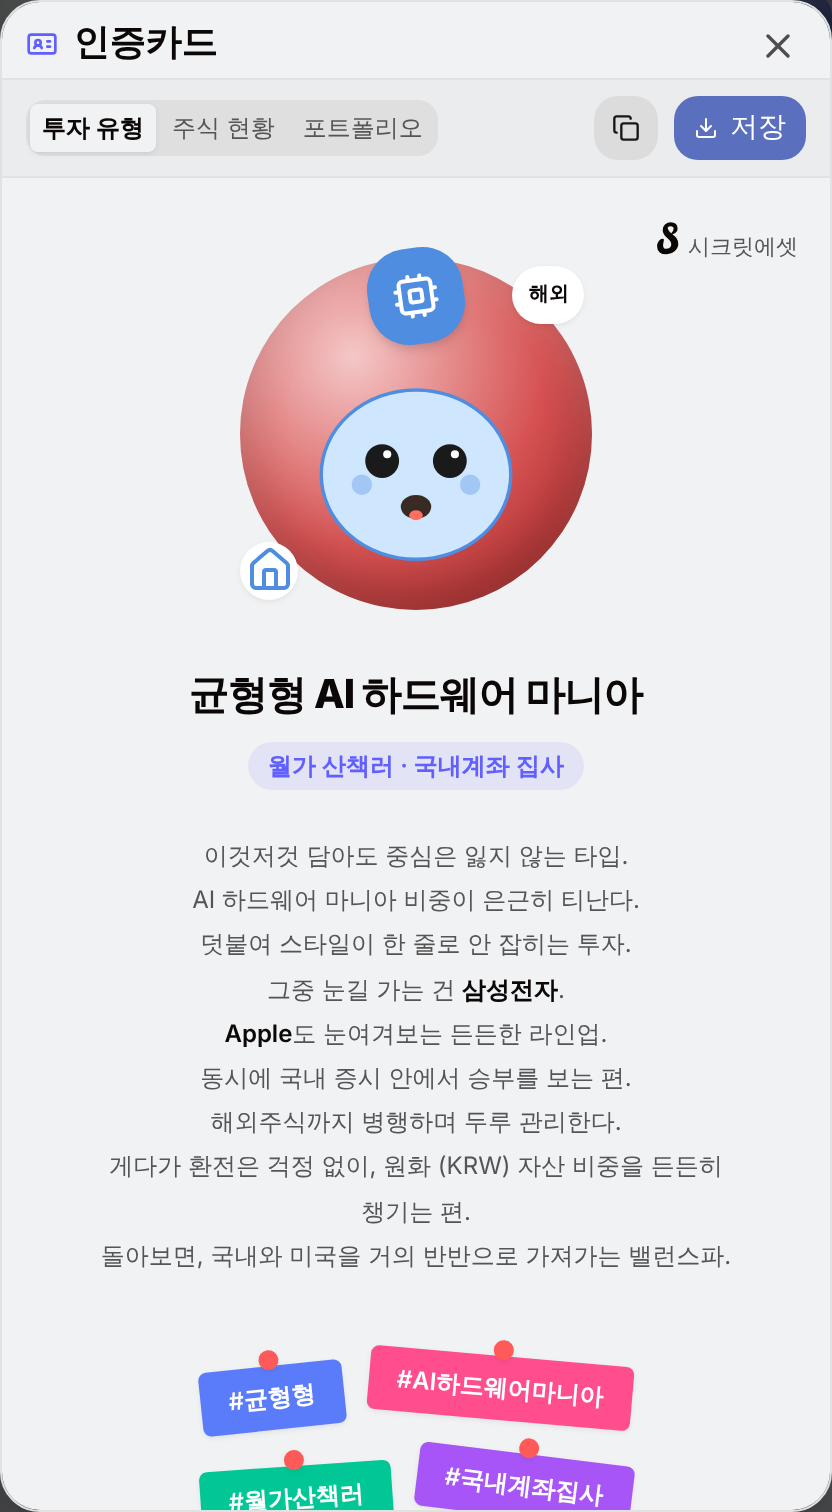 인증카드
투자 유형 주식 현황 포트폴리오 저장
시크릿에셋
해외
균형형 AI 하드웨어 마니아
월가 산책러 · 국내계좌 집사
이것저것 담아도 중심은 잃지 않는 타입.
AI 하드웨어 마니아 비중이 은근히 티난다.
덧붙여 스타일이 한 줄로 안 잡히는 투자.
그중 눈길 가는 건 삼성전자.
Apple도 눈여겨보는 든든한 라인업.
동시에 국내 증시 안에서 승부를 보는 편.
해외주식까지 병행하며 두루 관리한다.
게다가 환전은 걱정 없이, 원화 (KRW) 자산 비중을 든든히
챙기는 편.
돌아보면, 국내와 미국을 거의 반반으로 가져가는 밸런스파.
#균형형
#AI하드웨어마니아
#월가산책러
#국내계좌집사